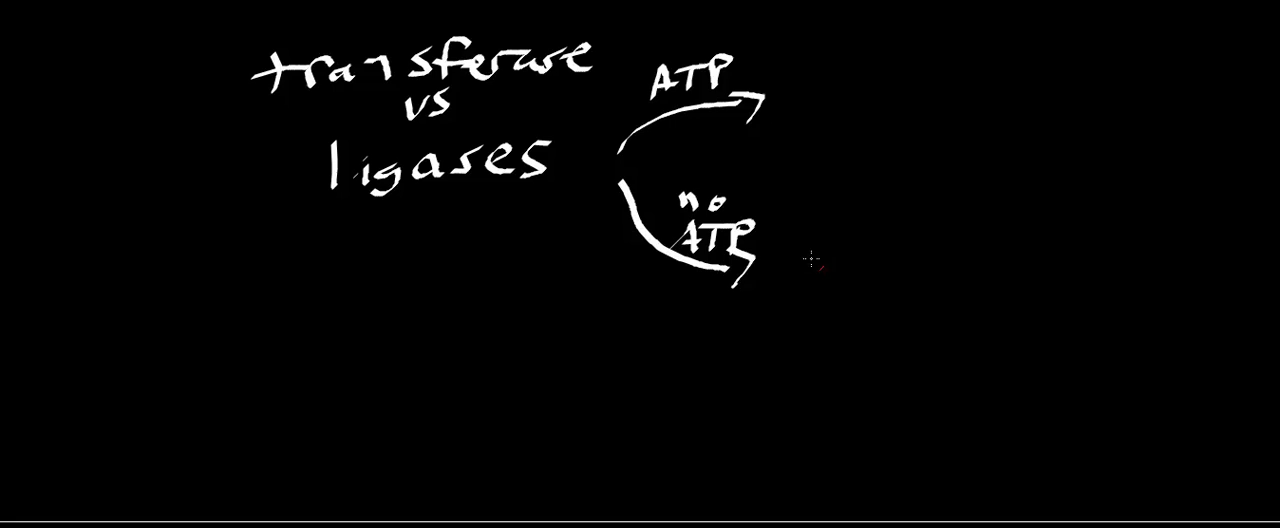 transferase
vs
ligases
ATP
no
ATP